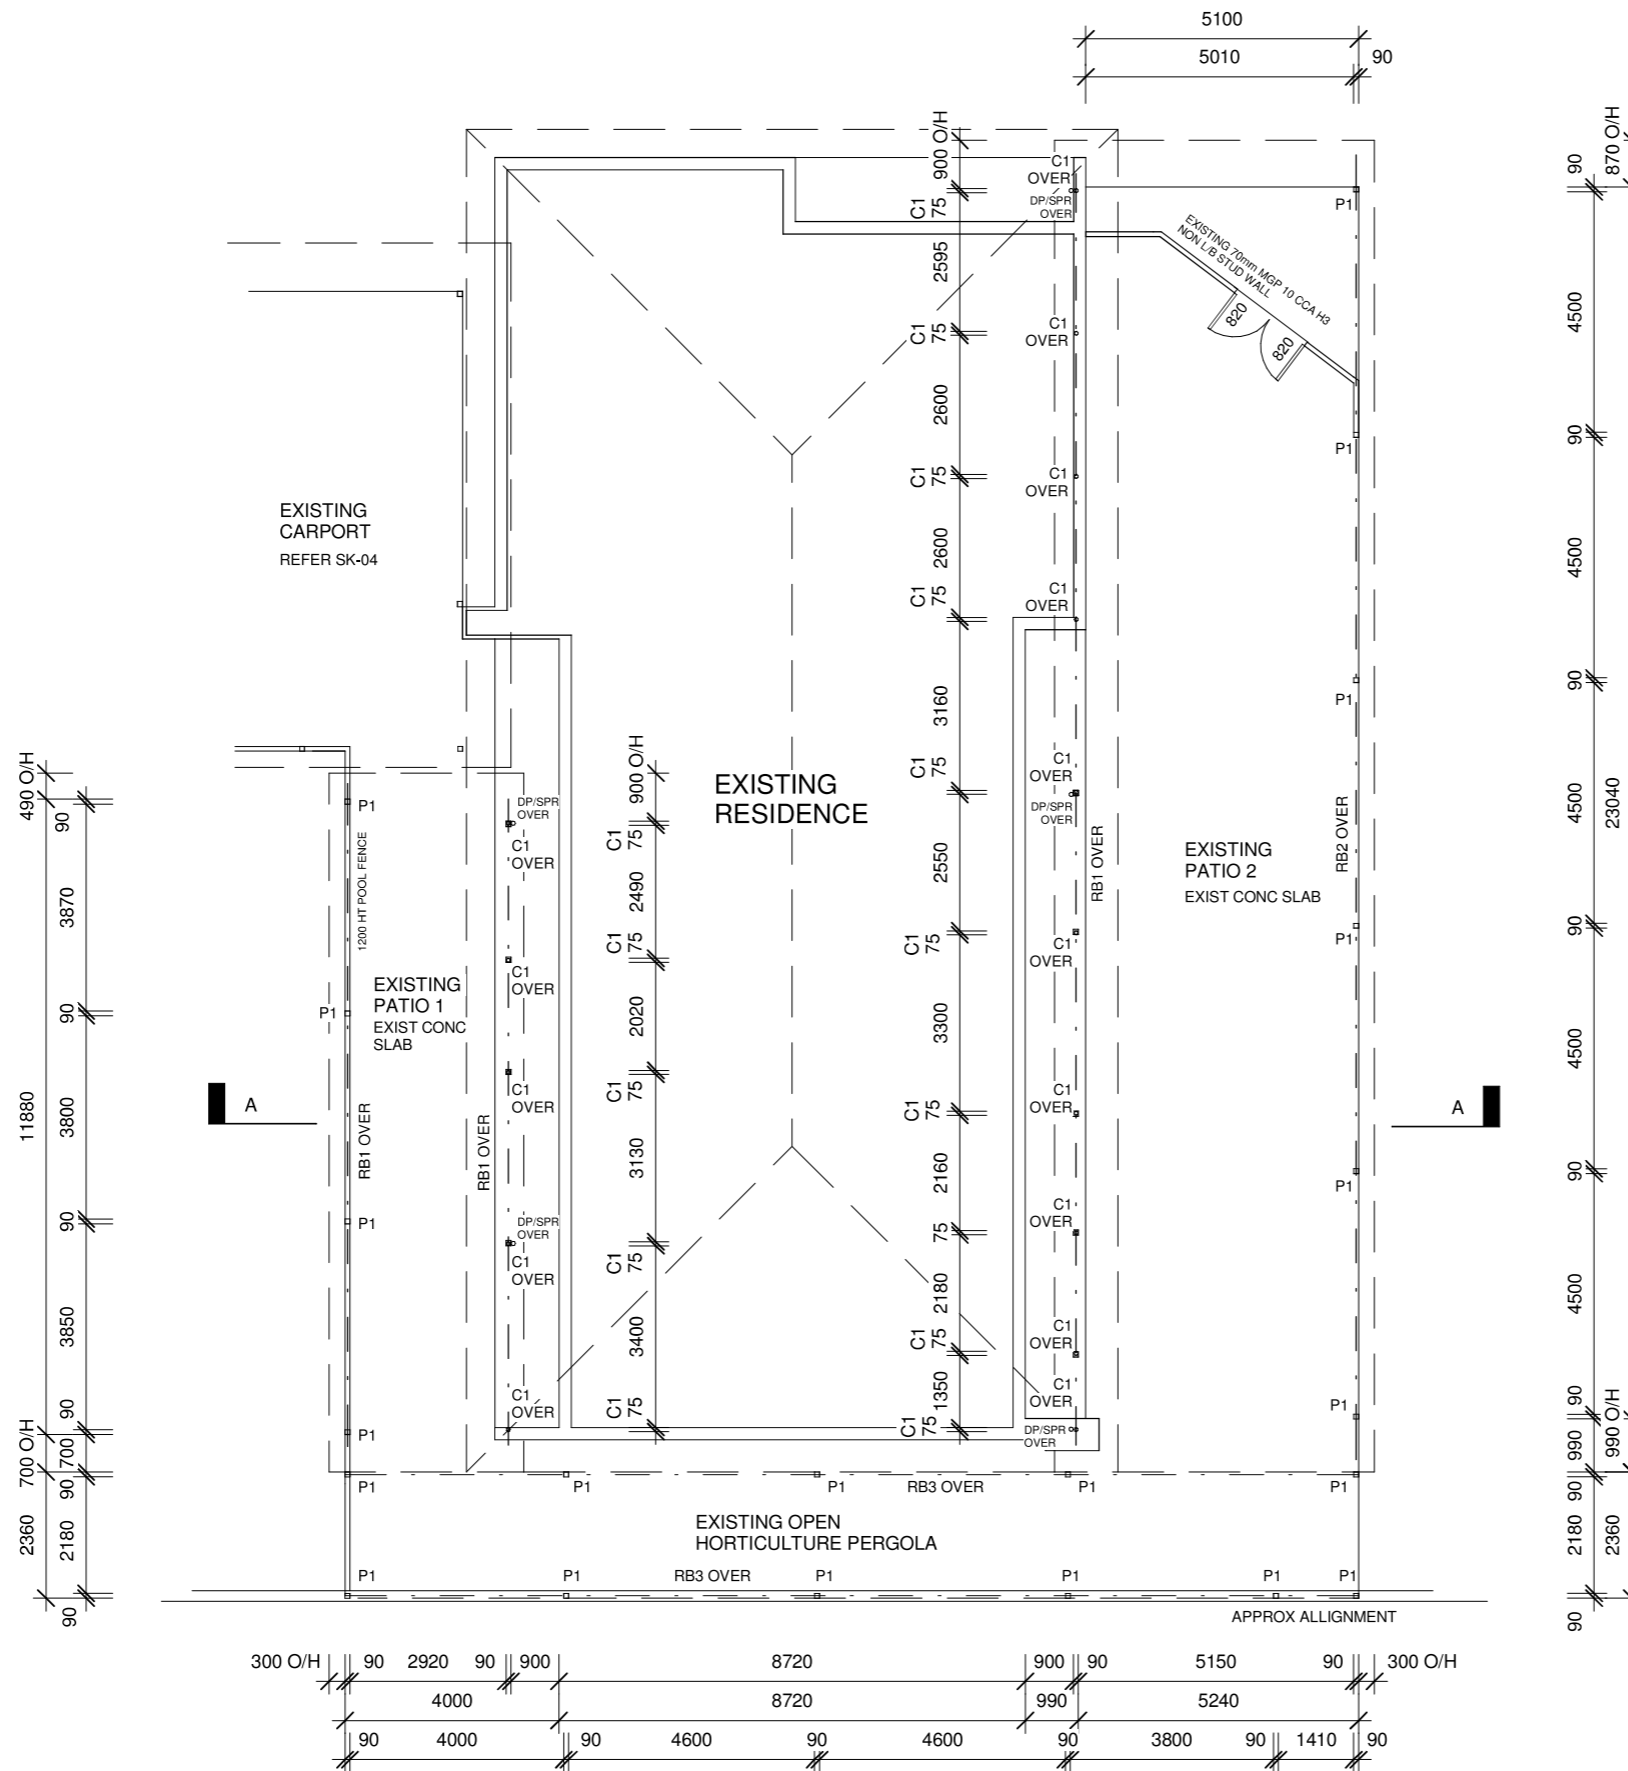 5100
5010
90
870 O/H
900 O/H
90
C1
OVER
DP/SPR
OVER
P1
C1
75
EXISTING 70mm MGP 10 CCA H3
NON L/B STUD WALL
820
820
2595
4500
C1
75
C1
OVER
2600
90
P1
C1
75
C1
OVER
EXISTING
CARPORT
REFER SK-04
2600
4500
C1
75
C1
OVER
90
P1
3160
490 O/H
90
P1
900 O/H
C1
75
C1
OVER
DP/SPR
OVER
EXISTING
RESIDENCE
DP/SPR
OVER
C1
OVER
C1
75
1200 HT POOL FENCE
RB1 OVER
RB2 OVER
4500
23040
2550
EXISTING
PATIO 2
EXIST CONC SLAB
3870
2490
C1
75
C1
OVER
C1
75
C1
OVER
90
P1
EXISTING
PATIO 1
EXIST CONC
SLAB
90
P1
2020
3300
4500
C1
75
C1
OVER
C1
75
C1
OVER
11880
3800
A
A
RB1 OVER
RB1 OVER
3130
2160
90
P1
90
P1
DP/SPR
OVER
C1
OVER
C1
75
75
C1
OVER
2180
4500
3850
3400
C1
75
C1
OVER
1350
C1
OVER
C1
75
C1
OVER
C1
75
DP/SPR
OVER
90
P1
90
P1
700 O/H
700
90
990
990 O/H
90
P1
P1
P1
RB3 OVER
P1
P1
EXISTING OPEN
HORTICULTURE PERGOLA
2360
2180
2180
2360
P1
P1
RB3 OVER
P1
P1
P1
P1
90
90
APPROX ALLIGNMENT
300 O/H
90
2920
90
900
8720
900
90
5150
90
300 O/H
4000
8720
990
5240
90
4000
90
4600
90
4600
90
3800
90
1410
90